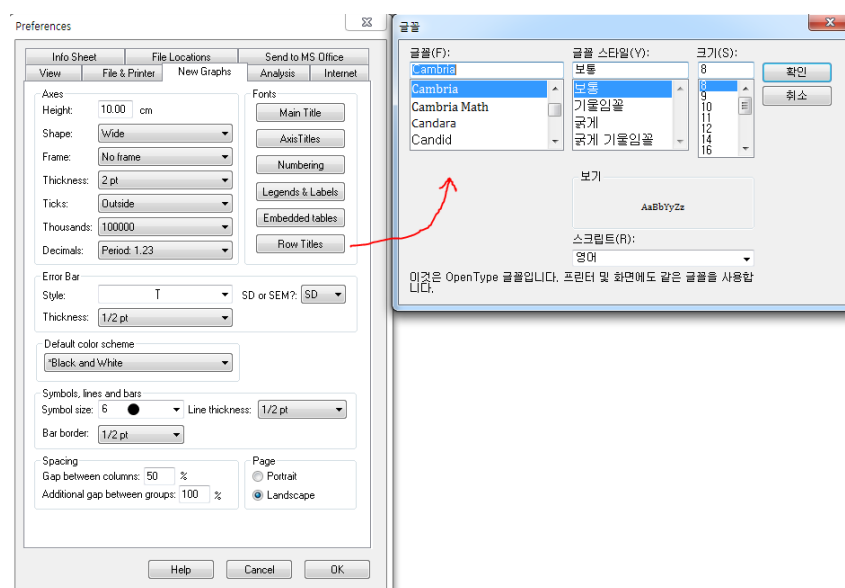 Preferences
Info Sheet File Locations Send to MS Office
View File & Printer New Graphs Analysis Internet
Axes
Height: 10.00 cm
Shape: Wide
Frame: No frame
Thickness: 2 pt
Ticks: Outside
Thousands: 100000
Decimals: Period: 1.23
Fonts
Main Title
AxisTitles
Numbering
Legends & Labels
Embedded tables
Row Titles
Error Bar
Style: SD or SEM?: SD
Thickness: 1/2 pt
Default color scheme
*Black and White
Symbols, lines and bars
Symbol size: 6 Line thickness: 1/2 pt
Bar border: 1/2 pt
Spacing
Gap between columns: 50 %
Additional gap between groups: 100 %
Page
Portrait
Landscape
Help Cancel OK
글꼴
글꼴(F):
Cambria
Cambria
Cambria Math
Candara
Candid
글꼴 스타일(Y):
보통
보통
기울임꼴
굵게
굵게 기울임꼴
크기(S):
8
8
9
10
11
12
14
16
확인
취소
보기
AaBbYyZz
스크립트(R):
영어
이것은 OpenType 글꼴입니다. 프린터 및 화면에도 같은 글꼴을 사용합
니다.